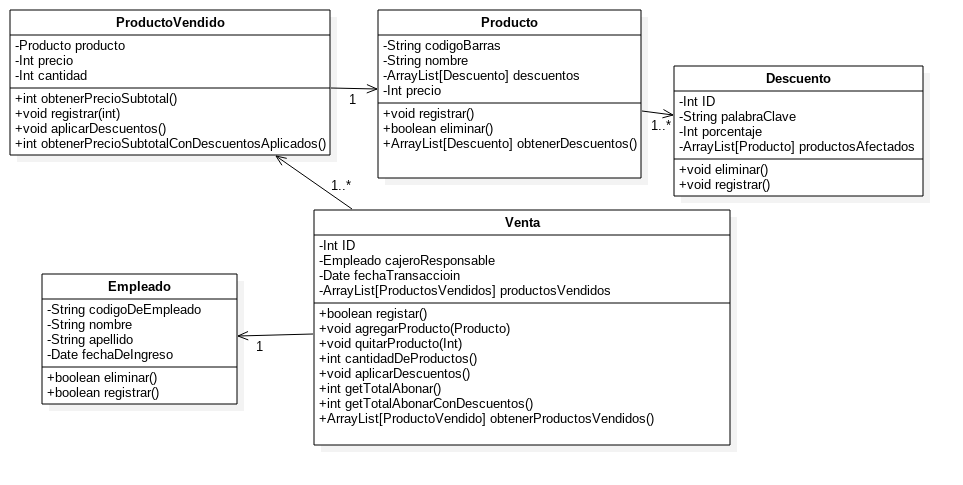 ProductoVendido
-Producto producto
-Int precio
-Int cantidad
+int obtenerPrecioSubtotal()
+void registrar(int)
+void aplicarDescuentos()
+int obtenerPrecioSubtotalConDescuentosAplicados()
1
Producto
-String codigoBarras
-String nombre
-ArrayList[Descuento] descuentos
-Int precio
+void registrar()
+boolean eliminar()
+ArrayList[Descuento] obtenerDescuentos()
1..*
Descuento
-Int ID
-String palabraClave
-Int porcentaje
-ArrayList[Producto] productosAfectados
+void eliminar()
+void registrar()
1..*
Venta
-Int ID
-Empleado cajeroResponsable
-Date fechaTransaccioin
-ArrayList[ProductosVendidos] productosVendidos
+boolean registar()
+void agregarProducto(Producto)
+void quitarProducto(Int)
+int cantidadDeProductos()
+void aplicarDescuentos()
+int getTotalAbonar()
+int getTotalAbonarConDescuentos()
+ArrayList[ProductoVendido] obtenerProductosVendidos()
1
Empleado
-String codigoDeEmpleado
-String nombre
-String apellido
-Date fechaDeIngreso
+boolean eliminar()
+boolean registrar()